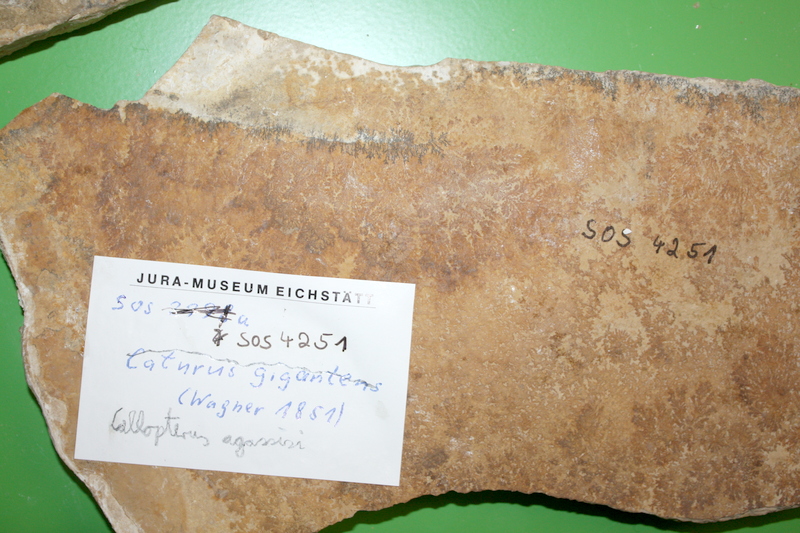 JURA-MUSEUM EICHSTÄTT
SOS a
SOS 4251
Caturus giganteus
(Wagner 1851)
Callopterus agassizi
SOS 4251